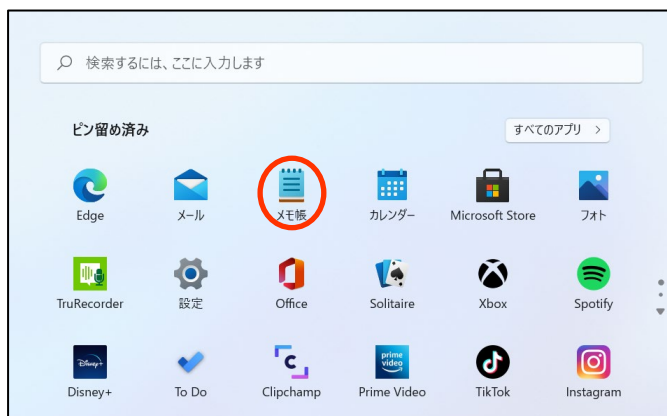 検索するには、ここに入力します
ピン留め済み
すべてのアプリ >
Edge
メール
メモ帳
カレンダー
Microsoft Store
フォト
TruRecorder
設定
Office
Solitaire
Xbox
Spotify
Disney+
Disney+
To Do
C
Clipchamp
prime video
Prime Video
TikTok
Instagram